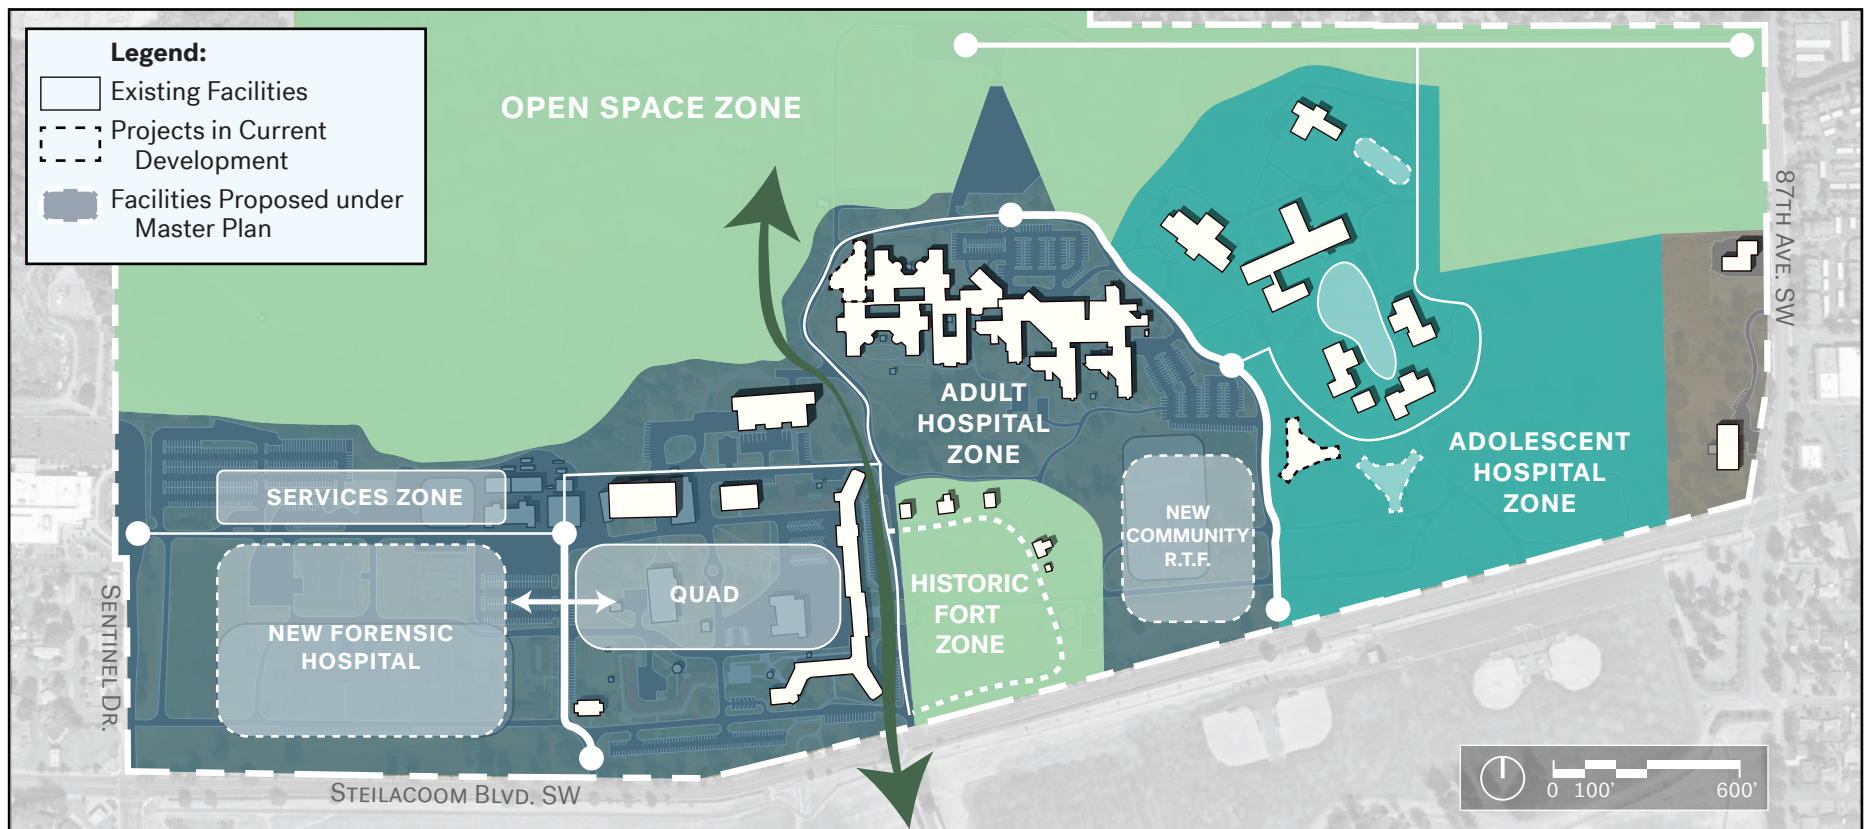 Legend:
Existing Facilities
Projects in Current
Development
Facilities Proposed under
Master Plan
OPEN SPACE ZONE
87TH AVE. SW
ADULT
HOSPITAL
ZONE
ADOLESCENT
HOSPITAL
ZONE
SERVICES ZONE
NEW
COMMUNITY
R.T.F.
HISTORIC
FORT
ZONE
QUAD
NEW FORENSIC
HOSPITAL
SENTINEL DR.
STEILACOOM BLVD. SW
0 100' 600'